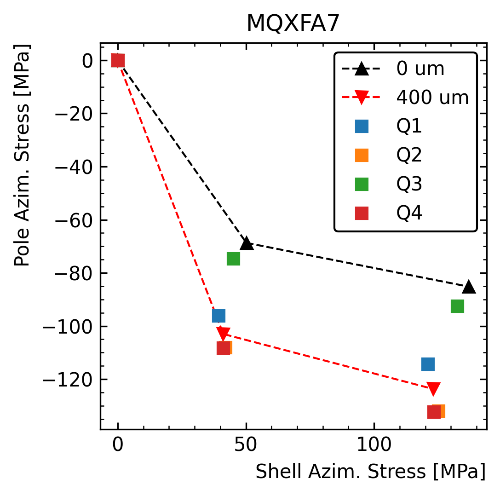 MQXFA7
Pole Azim. Stress [MPa]
0
−20
−40
−60
−80
−100
−120
0 um
400 um
Q1
Q2
Q3
Q4
0
50
100
Shell Azim. Stress [MPa]